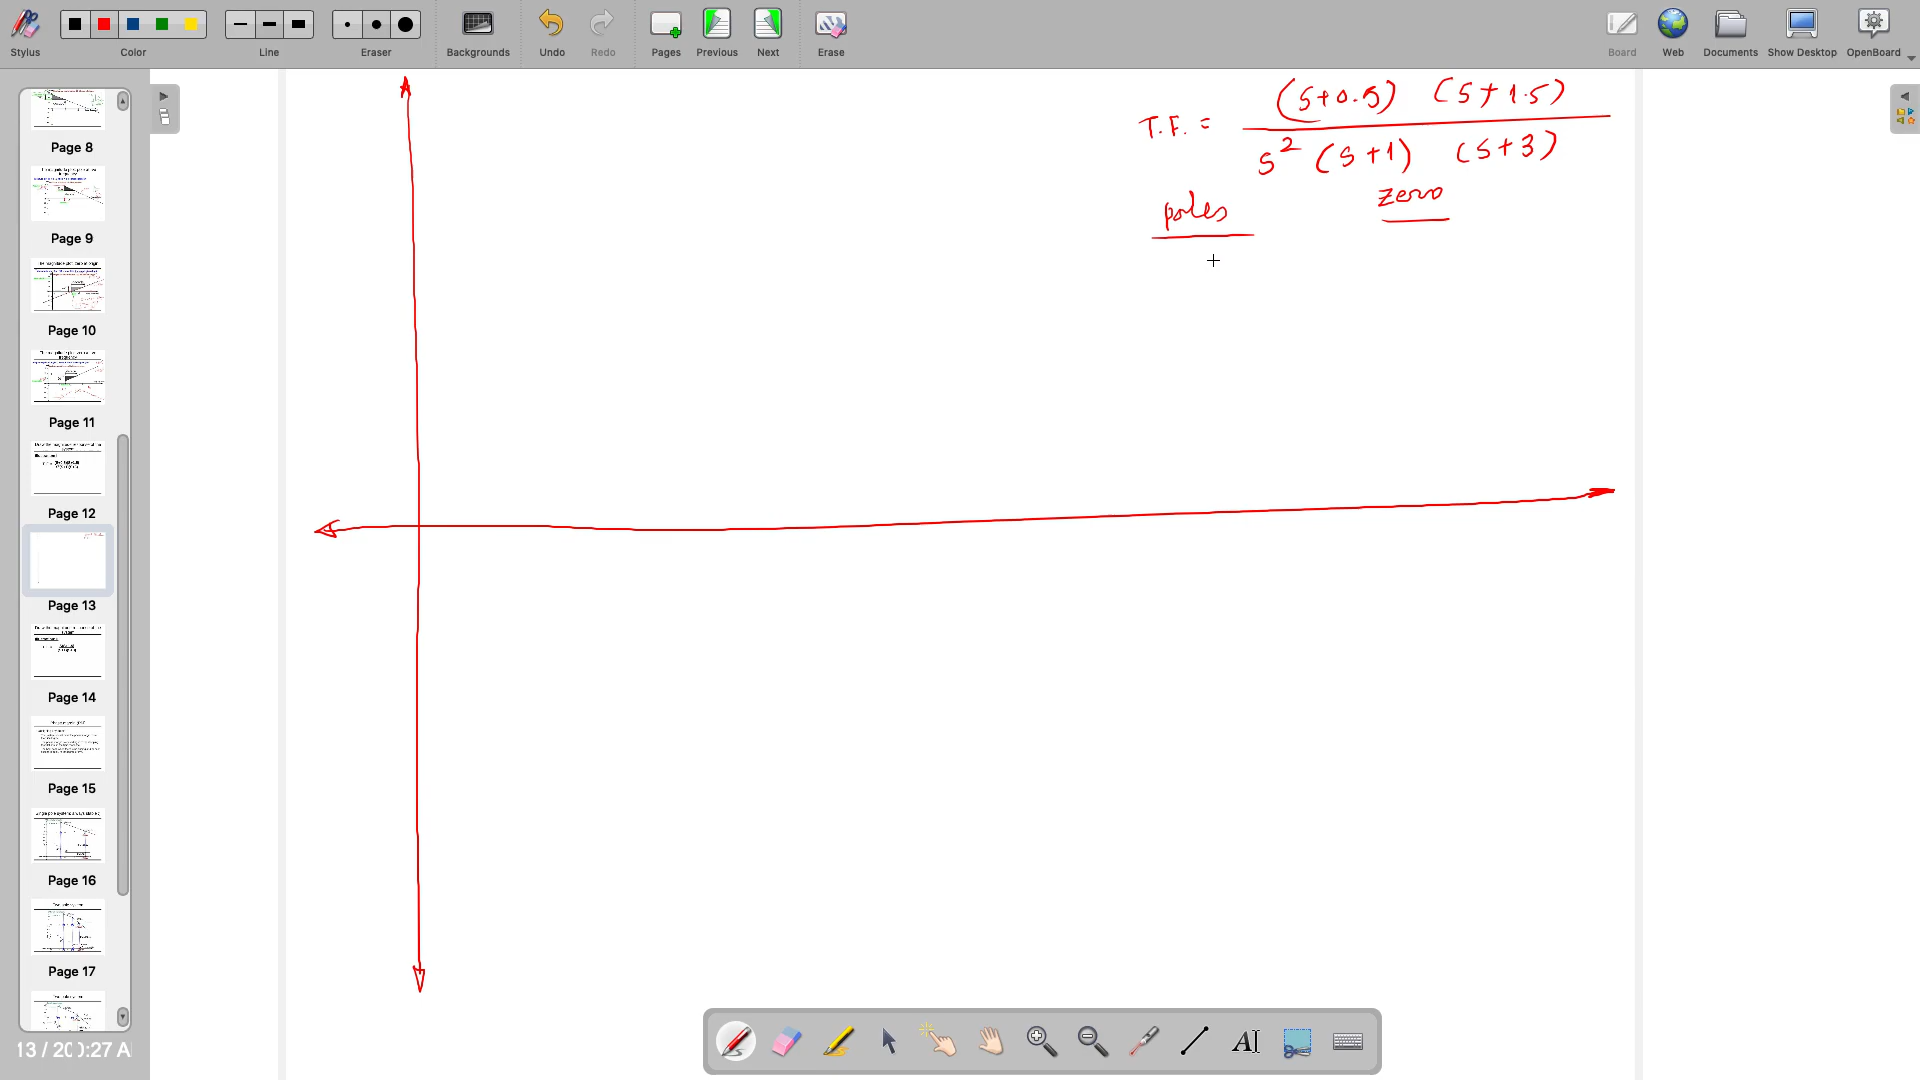 Stylus
Color
Line
Eraser
Backgrounds
Undo
Redo
Pages
Previous
Next
Erase
Board
Web
Documents
Show Desktop
OpenBoard
T.F. = (s+0.5) (s+1.5)
s² (s+1) (s+3)
poles
zero
Page 8
Page 9
Page 10
Page 11
Page 12
Page 13
Page 14
Page 15
Page 16
Page 17
AI